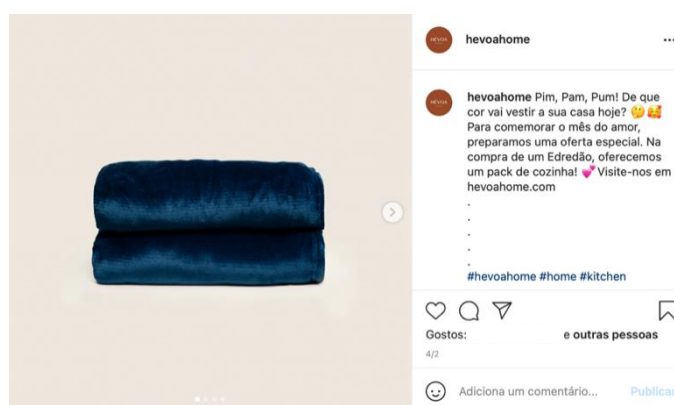 hevoahome
...
HÉVOA
hevoahome Pim, Pam, Pum! De que
cor vai vestir a sua casa hoje? 🤔🥰
Para comemorar o mês do amor,
preparamos uma oferta especial. Na
compra de um Edredão, oferecemos
um pack de cozinha! 💕Visite-nos em
hevoahome.com
.
.
.
.
.
#hevoahome #home #kitchen
Gostos: e outras pessoas
4/2
Adiciona um comentário... Publicar